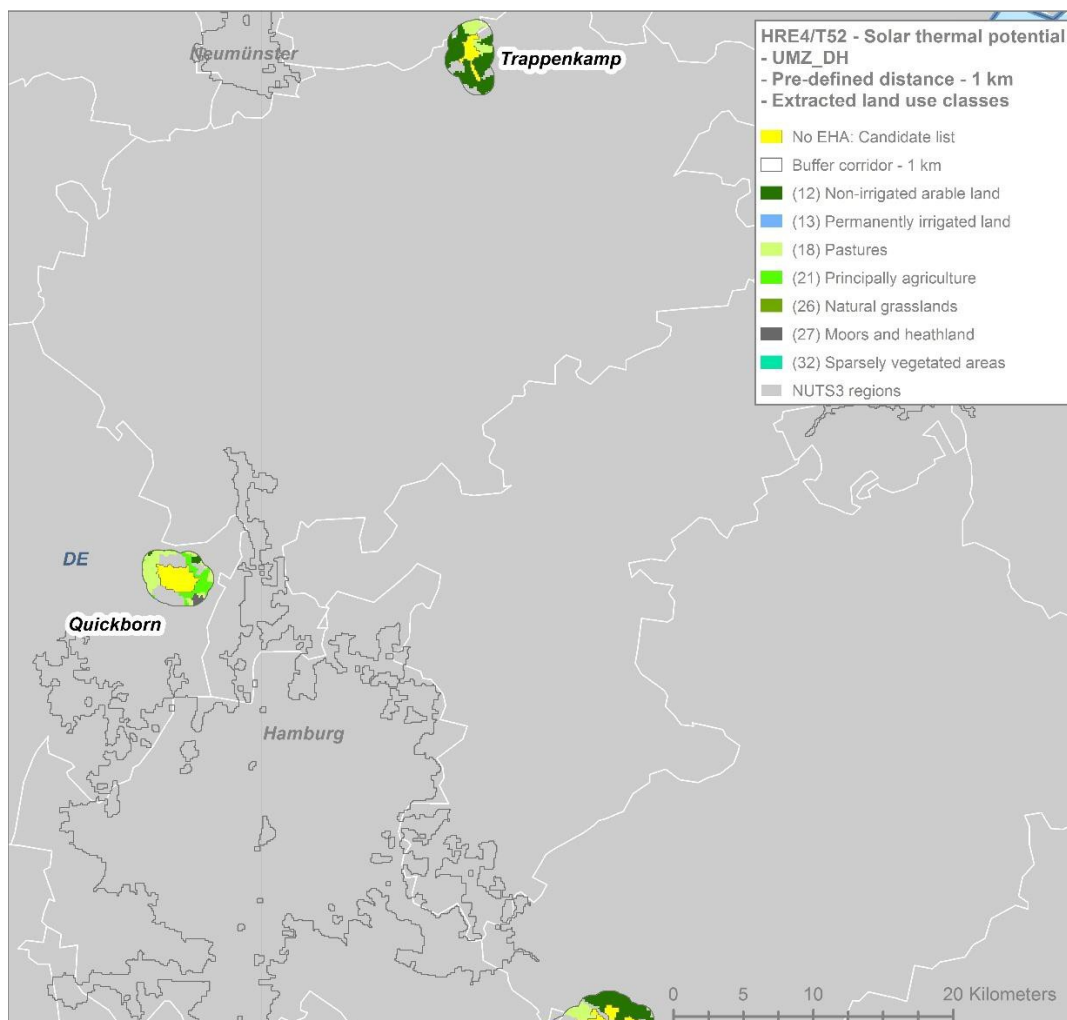 Neumünster
Trappenkamp
HRE4/T52 - Solar thermal potential
- UMZ_DH
- Pre-defined distance - 1 km
- Extracted land use classes
No EHA: Candidate list
Buffer corridor - 1 km
(12) Non-irrigated arable land
(13) Permanently irrigated land
(18) Pastures
(21) Principally agriculture
(26) Natural grasslands
(27) Moors and heathland
(32) Sparsely vegetated areas
NUTS3 regions
DE
Quickborn
Hamburg
0 5 10 20 Kilometers